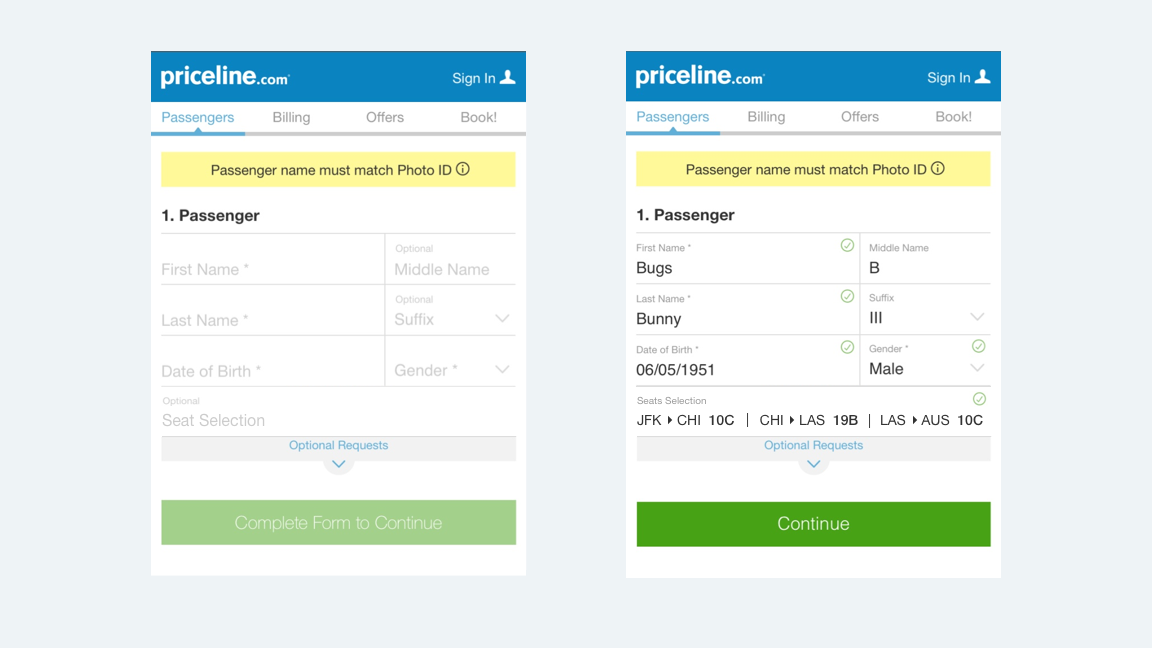 priceline.com
Sign In
Passengers Billing Offers Book!
Passenger name must match Photo ID
1. Passenger
Optional
First Name * Middle Name
Optional
Last Name * Suffix
Date of Birth * Gender *
Optional
Seat Selection
Optional Requests
Complete Form to Continue
priceline.com
Sign In
Passengers Billing Offers Book!
Passenger name must match Photo ID
1. Passenger
First Name * Middle Name
Bugs B
Last Name * Suffix
Bunny III
Date of Birth * Gender *
06/05/1951 Male
Seats Selection
JFK CHI 10C | CHI LAS 19B | LAS AUS 10C
Optional Requests
Continue